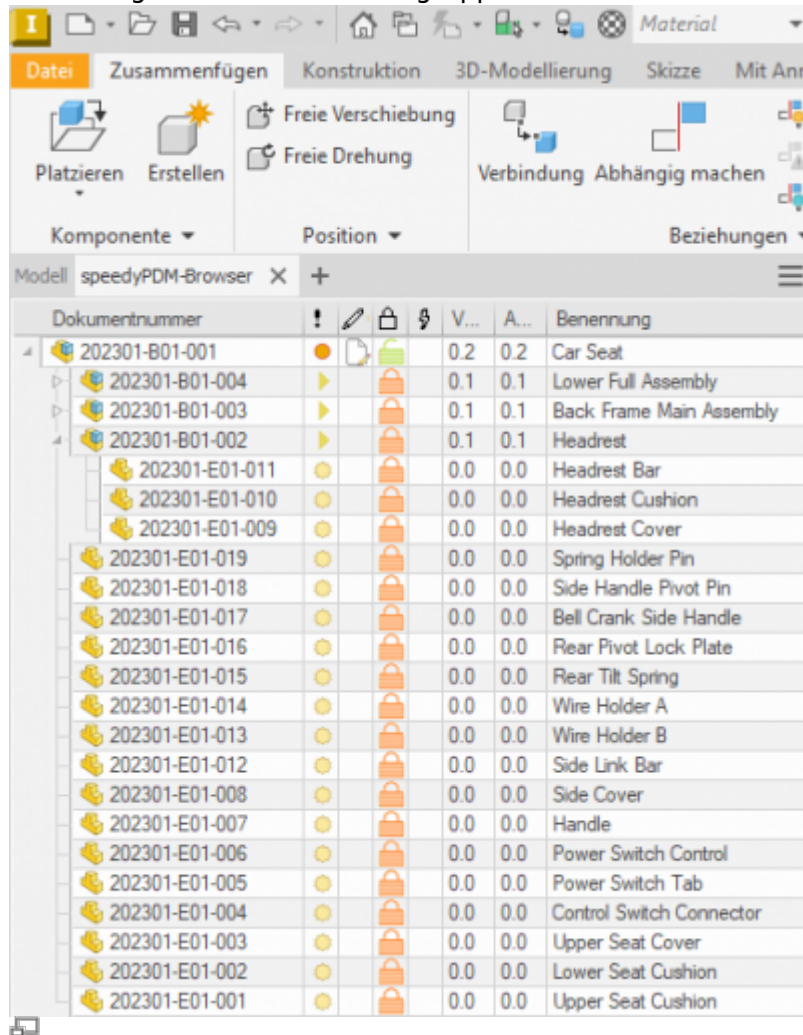 I Material
Datei Zusammenfügen Konstruktion 3D-Modellierung Skizze Mit Anr
Freie Verschiebung
Freie Drehung
Platzieren Erstellen Verbindung Abhängig machen
Komponente Position Beziehungen
Modell speedyPDM-Browser × +
Dokumentnummer ! V... A... Benennung
202301-B01-001 0.2 0.2 Car Seat
202301-B01-004 0.1 0.1 Lower Full Assembly
202301-B01-003 0.1 0.1 Back Frame Main Assembly
202301-B01-002 0.1 0.1 Headrest
202301-E01-011 0.0 0.0 Headrest Bar
202301-E01-010 0.0 0.0 Headrest Cushion
202301-E01-009 0.0 0.0 Headrest Cover
202301-E01-019 0.0 0.0 Spring Holder Pin
202301-E01-018 0.0 0.0 Side Handle Pivot Pin
202301-E01-017 0.0 0.0 Bell Crank Side Handle
202301-E01-016 0.0 0.0 Rear Pivot Lock Plate
202301-E01-015 0.0 0.0 Rear Tilt Spring
202301-E01-014 0.0 0.0 Wire Holder A
202301-E01-013 0.0 0.0 Wire Holder B
202301-E01-012 0.0 0.0 Side Link Bar
202301-E01-008 0.0 0.0 Side Cover
202301-E01-007 0.0 0.0 Handle
202301-E01-006 0.0 0.0 Power Switch Control
202301-E01-005 0.0 0.0 Power Switch Tab
202301-E01-004 0.0 0.0 Control Switch Connector
202301-E01-003 0.0 0.0 Upper Seat Cover
202301-E01-002 0.0 0.0 Lower Seat Cushion
202301-E01-001 0.0 0.0 Upper Seat Cushion